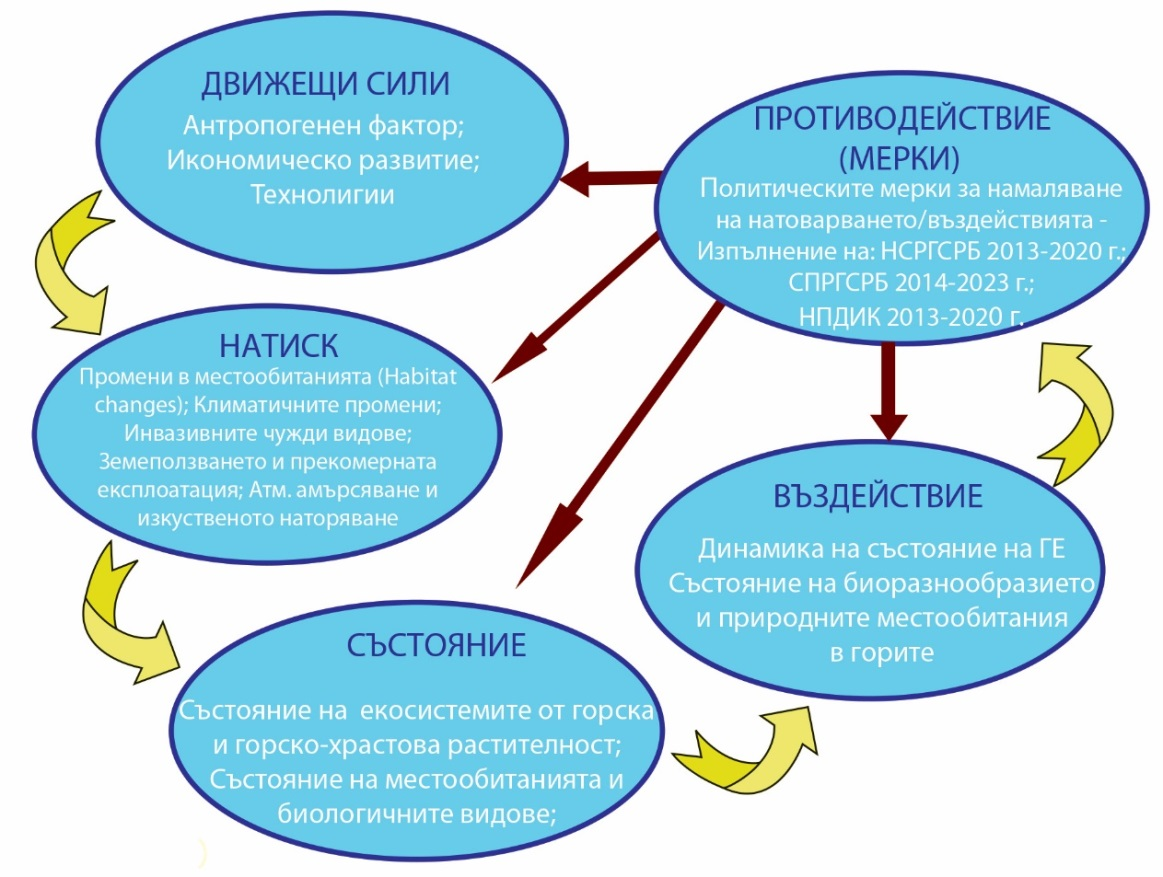 ДВИЖЕЩИ СИЛИ
Антропогенен фактор;
Икономическо развитие;
Технолигии
ПРОТИВОДЕЙСТВИЕ
(МЕРКИ)
Политическите мерки за намаляване
на натоварването/въздействията -
Изпълнение на: НСРГСРБ 2013-2020 г.;
СПРГСРБ 2014-2023 г.;
НПДИК 2013-2020 г.
НАТИСК
Промени в местообитанията (Habitat
changes); Климатичните промени;
Инвазивните чужди видове;
Земеползването и прекомерната
експлоатация; Атм. амърсяване и
изкуственото наторяване
ВЪЗДЕЙСТВИЕ
Динамика на състояние на ГЕ
Състояние на биоразнообразието
и природните местообитания
в горите
СЪСТОЯНИЕ
Състояние на екосистемите от горска
и горско-храстова растителност;
Състояние на местообитанията и
биологичните видове;